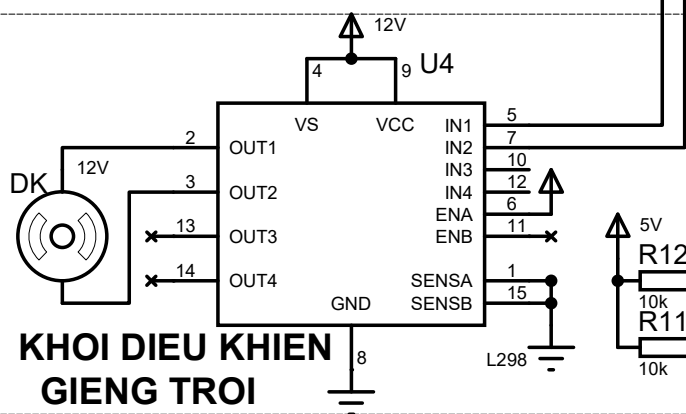 12V
4
9
U4
VS
VCC
IN1
5
IN2
7
IN3
10
IN4
12
ENA
6
ENB
11
SENSA
1
SENSB
15
2
OUT1
3
OUT2
13
OUT3
14
OUT4
GND
8
L298
DK
12V
5V
R12
10k
R11
10k
KHOI DIEU KHIEN
GIENG TROI